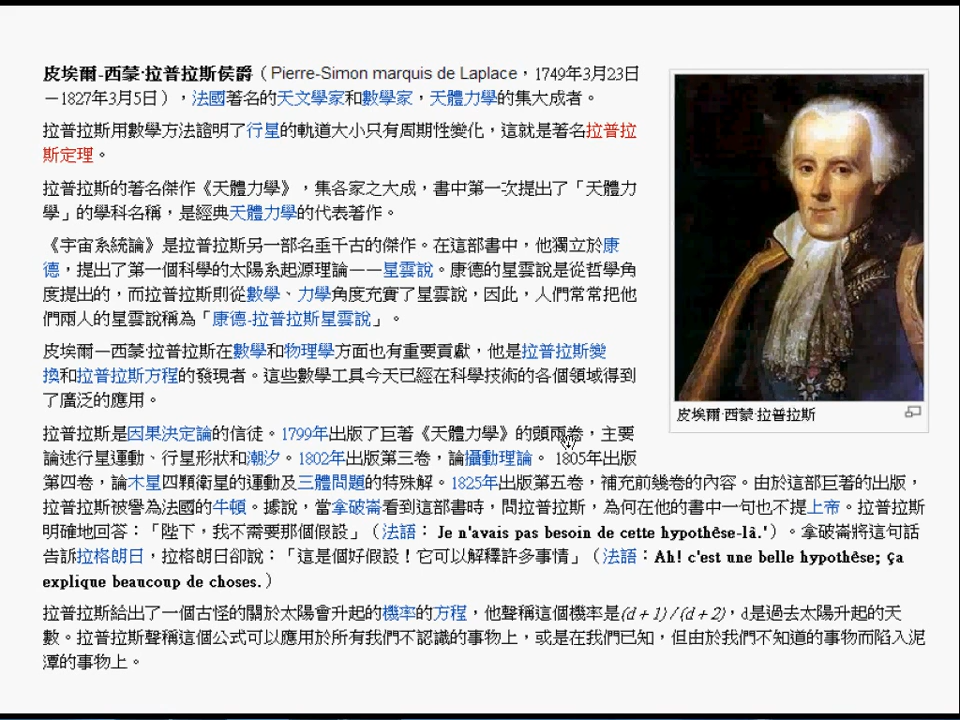 皮埃爾-西蒙·拉普拉斯侯爵（Pierre-Simon marquis de Laplace，1749年3月23日
－1827年3月5日），法國著名的天文學家和數學家，天體力學的集大成者。
拉普拉斯用數學方法證明了行星的軌道大小只有周期性變化，這就是著名拉普拉
斯定理。
拉普拉斯的著名傑作《天體力學》，集各家之大成，書中第一次提出了「天體力
學」的學科名稱，是經典天體力學的代表著作。
《宇宙系統論》是拉普拉斯另一部名垂千古的傑作。在這部書中，他獨立於康
德，提出了第一個科學的太陽系起源理論——星雲說。康德的星雲說是從哲學角
度提出的，而拉普拉斯則從數學、力學角度充實了星雲說，因此，人們常常把他
們兩人的星雲說稱為「康德-拉普拉斯星雲說」。
皮埃爾—西蒙·拉普拉斯在數學和物理學方面也有重要貢獻，他是拉普拉斯變
換和拉普拉斯方程的發現者。這些數學工具今天已經在科學技術的各個領域得到
了廣泛的應用。
拉普拉斯是因果決定論的信徒。1799年出版了巨著《天體力學》的頭兩卷，主要
論述行星運動、行星形狀和潮汐。1802年出版第三卷，論攝動理論。 1805年出版
第四卷，論木星四顆衛星的運動及三體問題的特殊解。1825年出版第五卷，補充前幾卷的內容。由於這部巨著的出版，
拉普拉斯被譽為法國的牛頓。據說，當拿破崙看到這部書時，問拉普拉斯，為何在他的書中一句也不提上帝。拉普拉斯
明確地回答：「陛下，我不需要那個假設」（法語：Je n'avais pas besoin de cette hypothèse-là.'）。拿破崙將這句話
告訴拉格朗日，拉格朗日卻說：「這是個好假設！它可以解釋許多事情」（法語：Ah! c'est une belle hypothèse; ça
explique beaucoup de choses.）
拉普拉斯給出了一個古怪的關於太陽會升起的機率的方程，他聲稱這個機率是(d + 1) / (d + 2)，d是過去太陽升起的天
數。拉普拉斯聲稱這個公式可以應用於所有我們不認識的事物上，或是在我們已知，但由於我們不知道的事物而陷入泥
潭的事物上。
皮埃爾·西蒙·拉普拉斯